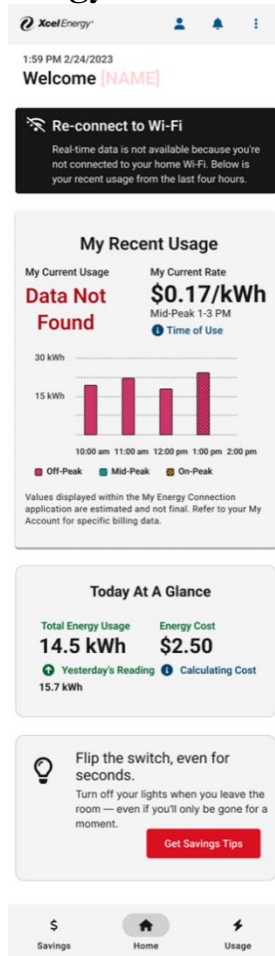 Xcel Energy
1:59 PM 2/24/2023
Welcome [NAME]
Re-connect to Wi-Fi
Real-time data is not available because you're
not connected to your home Wi-Fi. Below is
your recent usage from the last four hours.
My Recent Usage
My Current Usage
Data Not
Found
My Current Rate
$0.17/kWh
Mid-Peak 1-3 PM
Time of Use
30 kWh
15 kWh
10:00 am 11:00 am 12:00 pm 1:00 pm 2:00 pm
Off-Peak Mid-Peak On-Peak
Values displayed within the My Energy Connection
application are estimated and not final. Refer to your My
Account for specific billing data.
Today At A Glance
Total Energy Usage
14.5 kWh
Yesterday's Reading
15.7 kWh
Energy Cost
$2.50
Calculating Cost
Flip the switch, even for
seconds.
Turn off your lights when you leave the
room — even if you'll only be gone for a
moment.
Get Savings Tips
$
Savings Home Usage